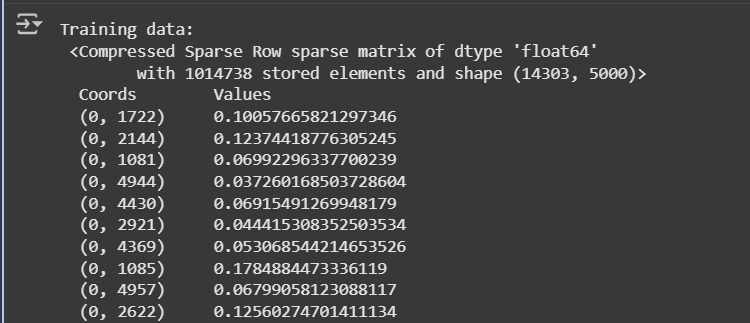 Training data:
<Compressed Sparse Row sparse matrix of dtype 'float64'
with 1014738 stored elements and shape (14303, 5000)>
Coords Values
(0, 1722) 0.10057665821297346
(0, 2144) 0.12374418776305245
(0, 1081) 0.06992296337700239
(0, 4944) 0.037260168503728604
(0, 4430) 0.06915491269948179
(0, 2921) 0.044415308352503534
(0, 4369) 0.053068544214653526
(0, 1085) 0.1784884473336119
(0, 4957) 0.06799058123088117
(0, 2622) 0.12560274701411134